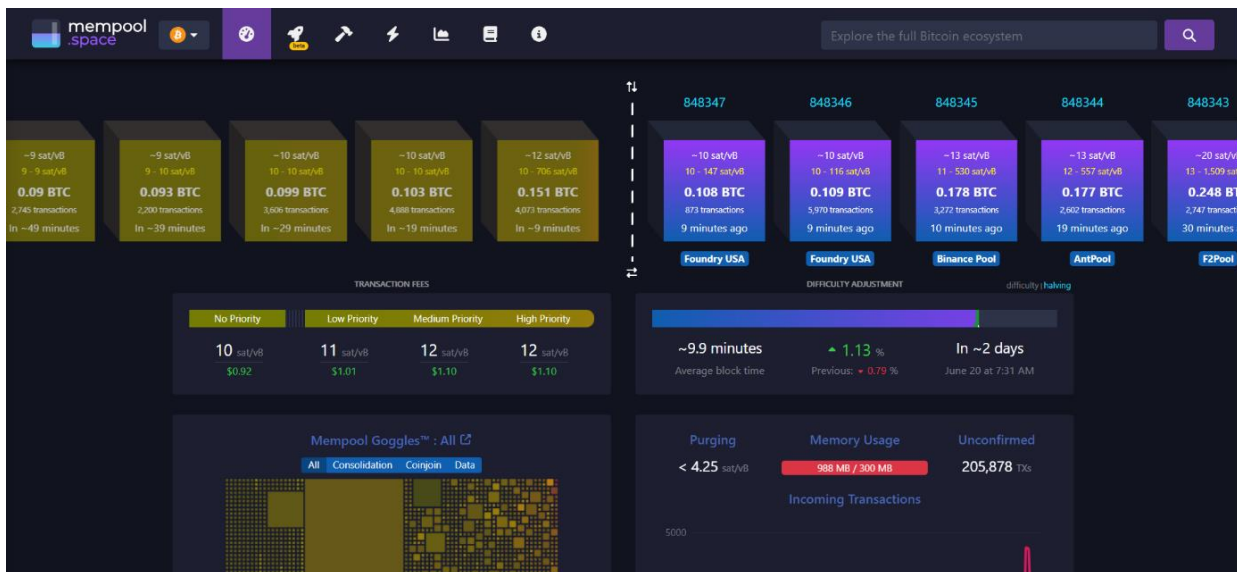 mempool
.space
beta
Explore the full Bitcoin ecosystem
848347 848346 848345 848344 848343
~9 sat/vB ~9 sat/vB ~10 sat/vB ~10 sat/vB ~12 sat/vB ~10 sat/vB ~10 sat/vB ~13 sat/vB ~13 sat/vB ~20 sat/v
9 - 9 sat/vB 9 - 10 sat/vB 10 - 10 sat/vB 10 - 10 sat/vB 10 - 706 sat/vB 10 - 147 sat/vB 10 - 116 sat/vB 11 - 530 sat/vB 12 - 557 sat/vB 13 - 1,509 sat
0.09 BTC 0.093 BTC 0.099 BTC 0.103 BTC 0.151 BTC 0.108 BTC 0.109 BTC 0.178 BTC 0.177 BTC 0.248 B
2,745 transactions 2,200 transactions 3,606 transactions 4,888 transactions 4,073 transactions 873 transactions 5,970 transactions 3,272 transactions 2,602 transactions 2,747 transact
In ~49 minutes In ~39 minutes In ~29 minutes In ~19 minutes In ~9 minutes 9 minutes ago 9 minutes ago 10 minutes ago 19 minutes ago 30 minutes
Foundry USA Foundry USA Binance Pool AntPool F2Pool
TRANSACTION FEES
No Priority Low Priority Medium Priority High Priority
10 sat/vB 11 sat/vB 12 sat/vB 12 sat/vB
$0.92 $1.01 $1.10 $1.10
DIFFICULTY ADJUSTMENT difficulty | halving
~9.9 minutes 1.13 % In ~2 days
Average block time Previous: 0.79 % June 20 at 7:31 AM
Mempool Goggles™ : All
All Consolidation Coinjoin Data
Purging Memory Usage Unconfirmed
< 4.25 sat/vB 988 MB / 300 MB 205,878 TXs
Incoming Transactions
5000